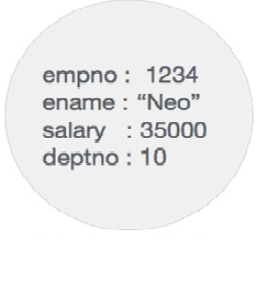 empno : 1234
ename : “Neo”
salary : 35000
deptno : 10